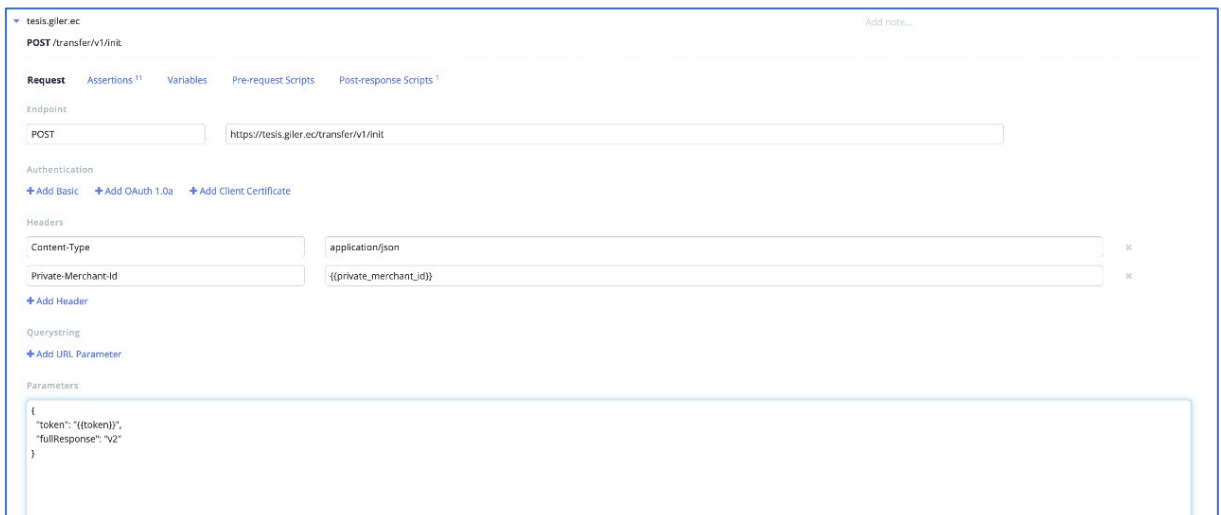 tesis.giler.ec Add note...
POST /transfer/v1/init
Request Assertions 11 Variables Pre-request Scripts Post-response Scripts 1
Endpoint
POST https://tesis.giler.ec/transfer/v1/init
Authentication
+ Add Basic + Add OAuth 1.0a + Add Client Certificate
Headers
Content-Type application/json
Private-Merchant-Id {{private_merchant_id}}
+ Add Header
Querystring
+ Add URL Parameter
Parameters
{
"token": "{{token}}",
"fullResponse": "v2"
}